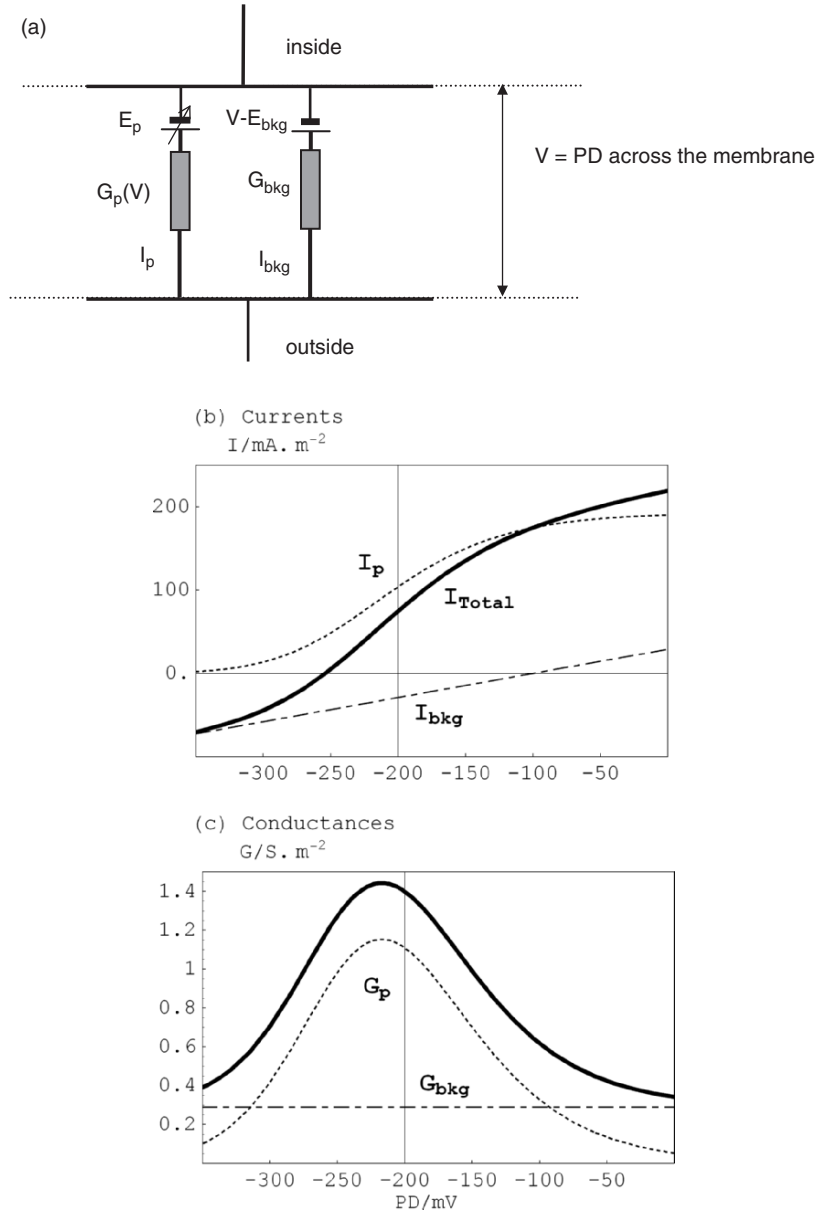 (a)
inside
E_p
V-E_bkg
V = PD across the membrane
G_p(V)
G_bkg
I_p
I_bkg
outside
(b) Currents
I/mA.m⁻²
200
100
0.
I_p
I_Total
I_bkg
-300 -250 -200 -150 -100 -50
(c) Conductances
G/S.m⁻²
1.4
1.2
1
0.8
0.6
0.4
0.2
G_p
G_bkg
-300 -250 -200 -150 -100 -50
PD/mV